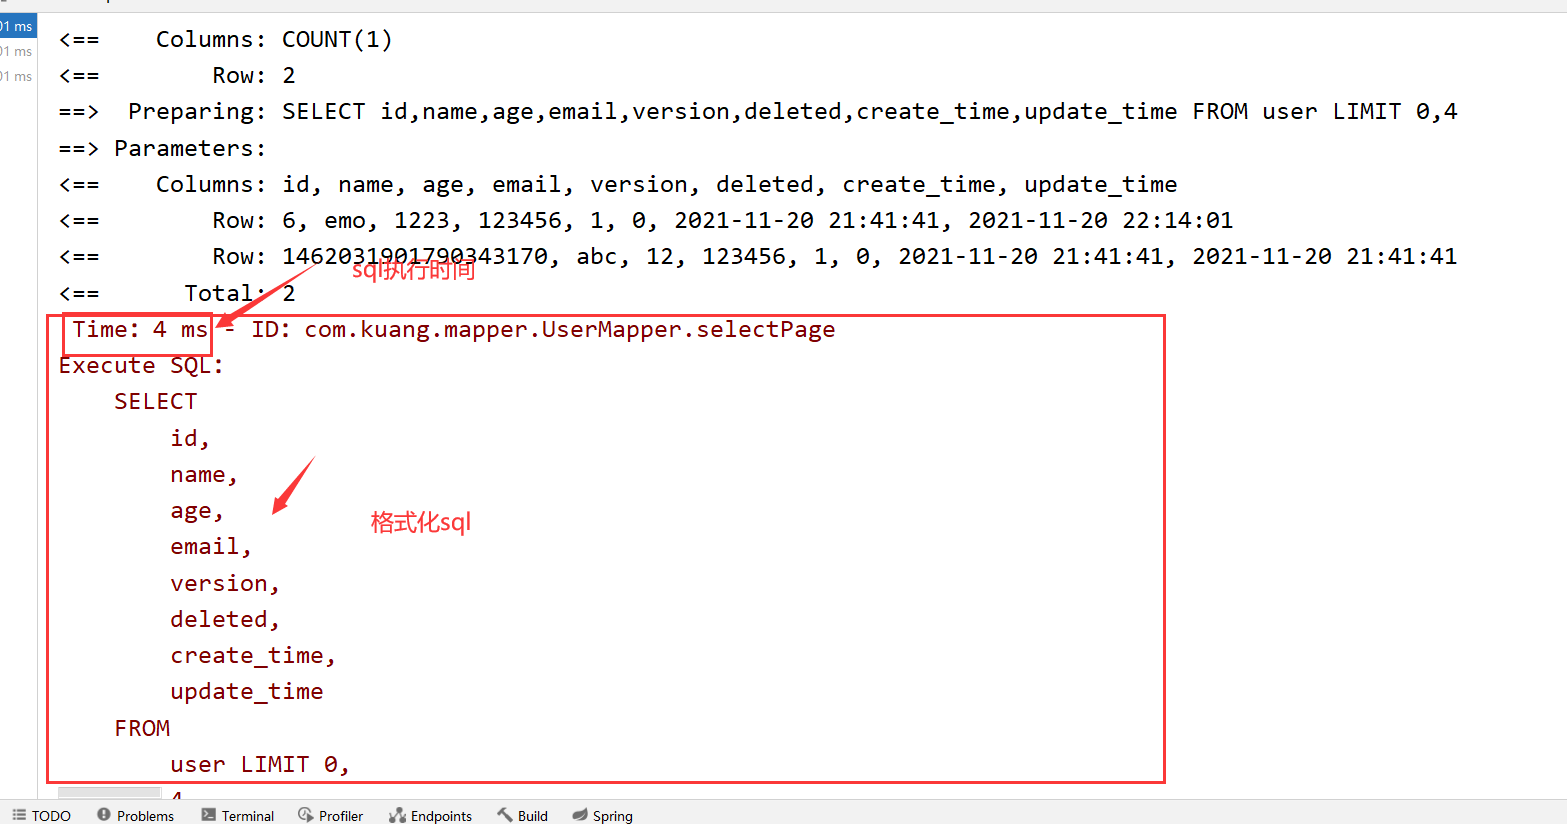 01 ms
01 ms
01 ms
<==    Columns: COUNT(1)
<==        Row: 2
==>  Preparing: SELECT id,name,age,email,version,deleted,create_time,update_time FROM user LIMIT 0,4
==> Parameters:
<==    Columns: id, name, age, email, version, deleted, create_time, update_time
<==        Row: 6, emo, 1223, 123456, 1, 0, 2021-11-20 21:41:41, 2021-11-20 22:14:01
<==        Row: 1462031901790343170, abc, 12, 123456, 1, 0, 2021-11-20 21:41:41, 2021-11-20 21:41:41
sql执行时间
<==      Total: 2
Time: 4 ms - ID: com.kuang.mapper.UserMapper.selectPage
Execute SQL:
SELECT
id,
name,
age,
格式化sql
email,
version,
deleted,
create_time,
update_time
FROM
user LIMIT 0,
4
TODO Problems Terminal Profiler Endpoints Build Spring